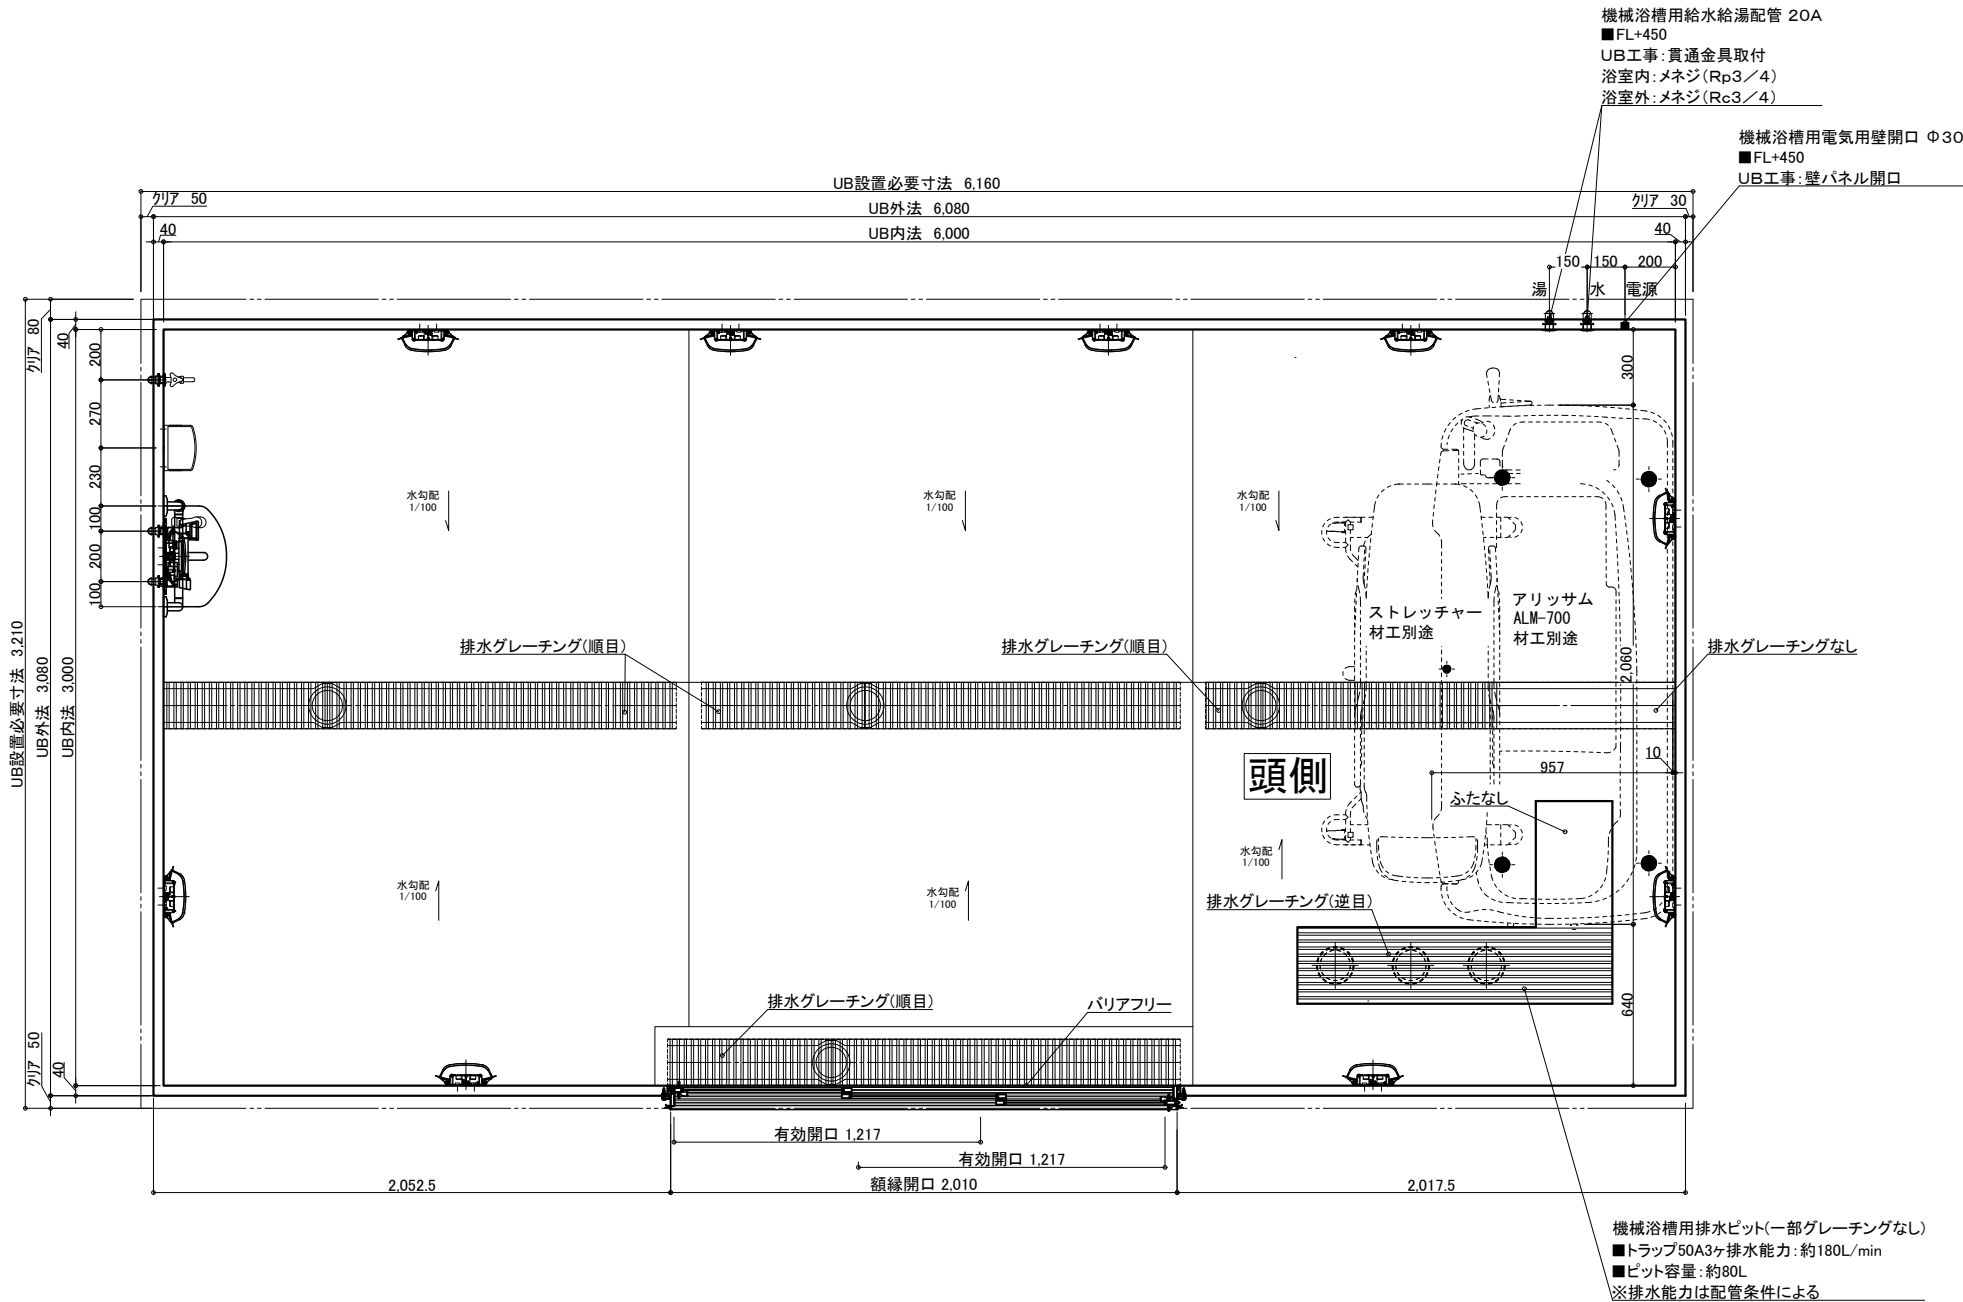 機械浴槽用給水給湯配管 20A
■FL+450
UB工事：貫通金具取付
浴室内：メネジ(Rp3／4)
浴室外：メネジ(Rc3／4)
機械浴槽用電気用壁開口 Φ30
■FL+450
UB工事：壁パネル開口
UB設置必要寸法 6,160
クリア 50
UB外法 6,080
クリア 30
40
UB内法 6,000
40
150
150
200
湯
水
電源
クリア 80
40
200
270
230
100
200
100
UB設置必要寸法 3,210
UB外法 3,080
UB内法 3,000
クリア 50
40
300
水勾配
1/100
水勾配
1/100
水勾配
1/100
ストレッチャー
材工別途
アリッサム
ALM-700
材工別途
2,060
排水グレーチング(順目)
排水グレーチング(順目)
排水グレーチングなし
頭側
957
10
ふたなし
水勾配
1/100
水勾配
1/100
水勾配
1/100
排水グレーチング(逆目)
排水グレーチング(順目)
バリアフリー
640
有効開口 1,217
有効開口 1,217
2,052.5
額縁開口 2,010
2,017.5
機械浴槽用排水ピット(一部グレーチングなし)
■トラップ50A3ヶ排水能力：約180L/min
■ピット容量：約80L
※排水能力は配管条件による